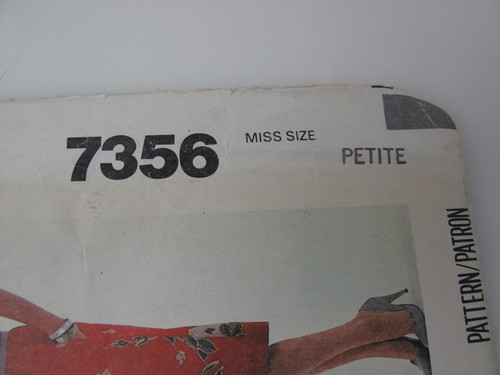 7356
MISS SIZE
PETITE
PATTERN/PATRON